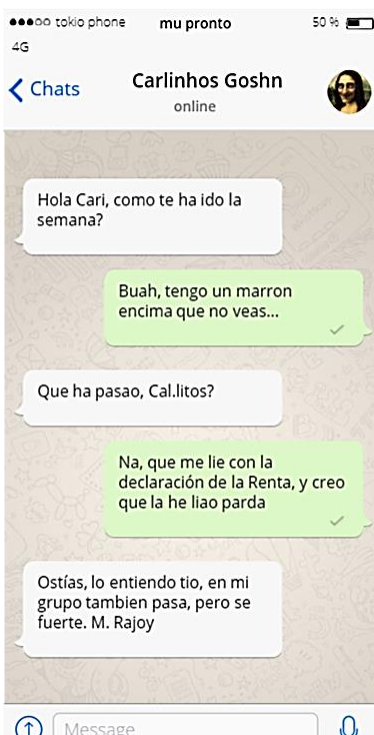 tokio phone mu pronto 50 %
4G
Chats Carlinhos Goshn
online
Hola Cari, como te ha ido la
semana?
Buah, tengo un marron
encima que no veas...
Que ha pasao, Cal.litos?
Na, que me lie con la
declaración de la Renta, y creo
que la he liao parda
Ostías, lo entiendo tio, en mi
grupo tambien pasa, pero se
fuerte. M. Rajoy
Message